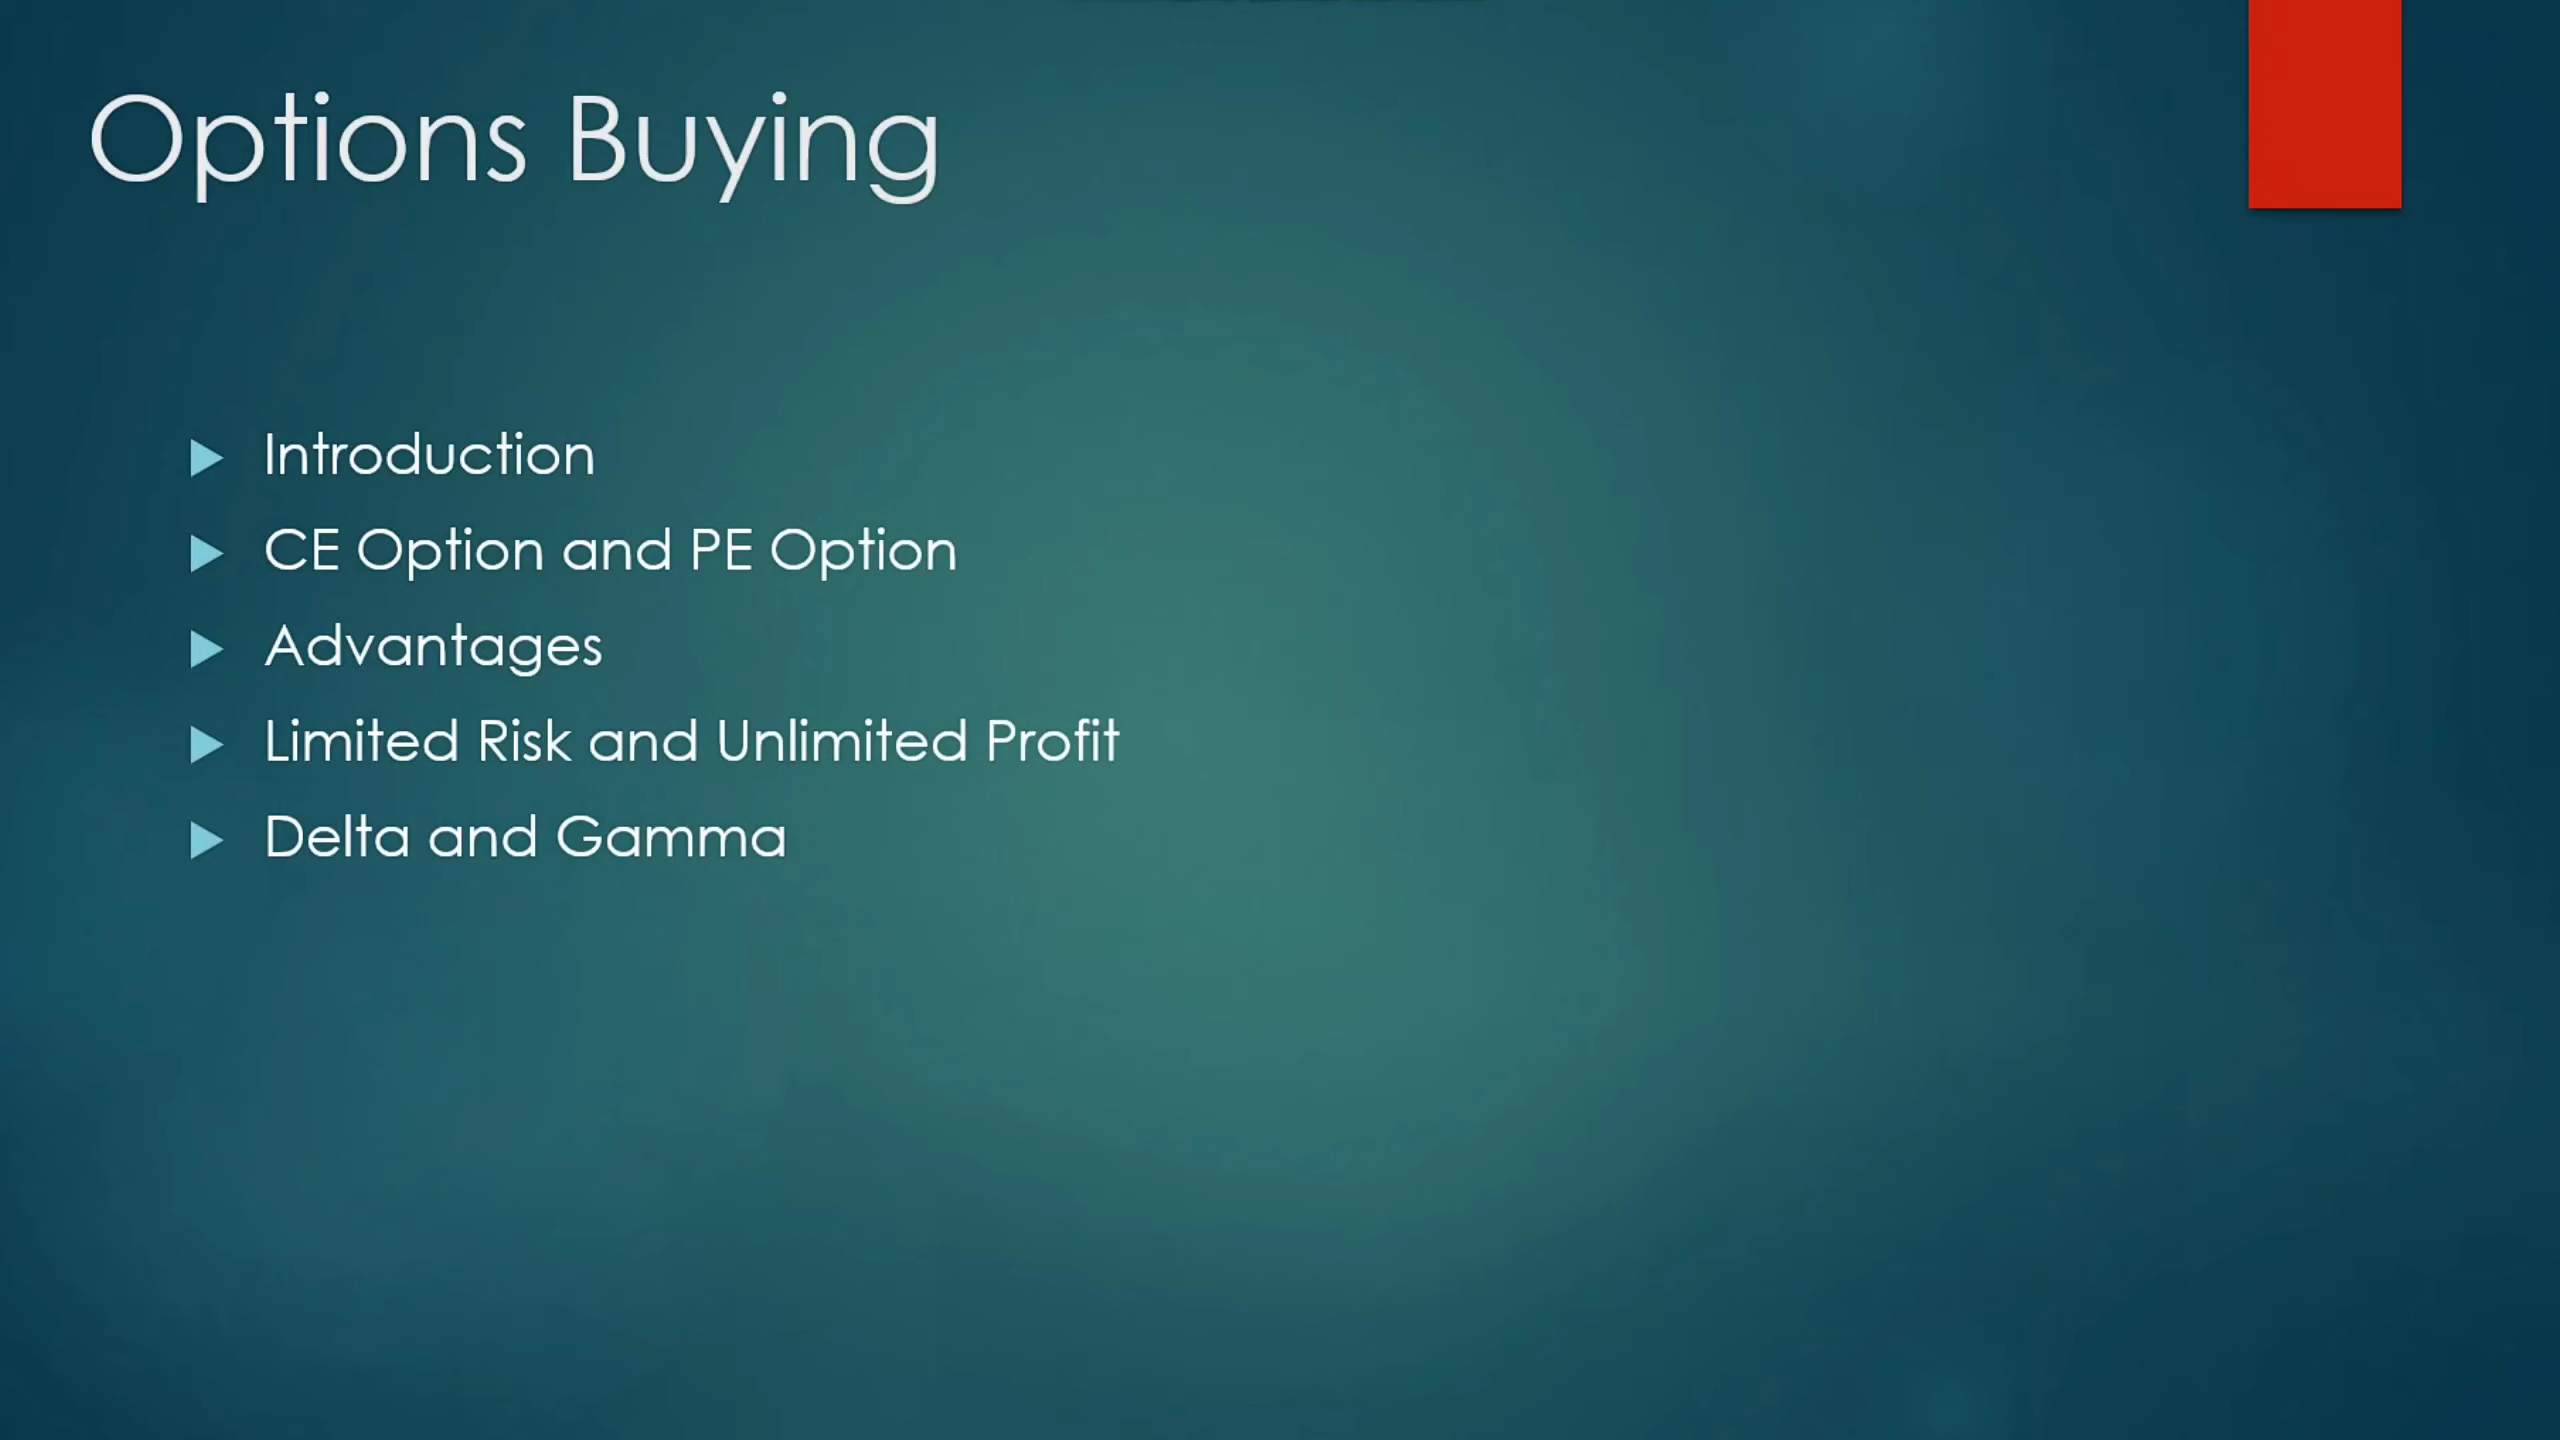 Options Buying
Introduction
CE Option and PE Option
Advantages
Limited Risk and Unlimited Profit
Delta and Gamma